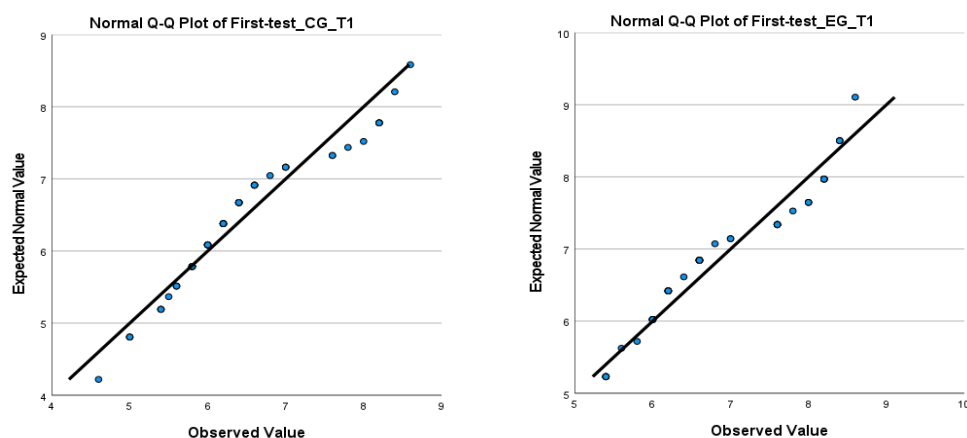 Normal Q-Q Plot of First-test_CG_T1
9
8
7
6
5
4
Expected Normal Value
4 5 6 7 8 9
Observed Value
Normal Q-Q Plot of First-test_EG_T1
10
9
8
7
6
5
Expected Normal Value
5 6 7 8 9 10
Observed Value